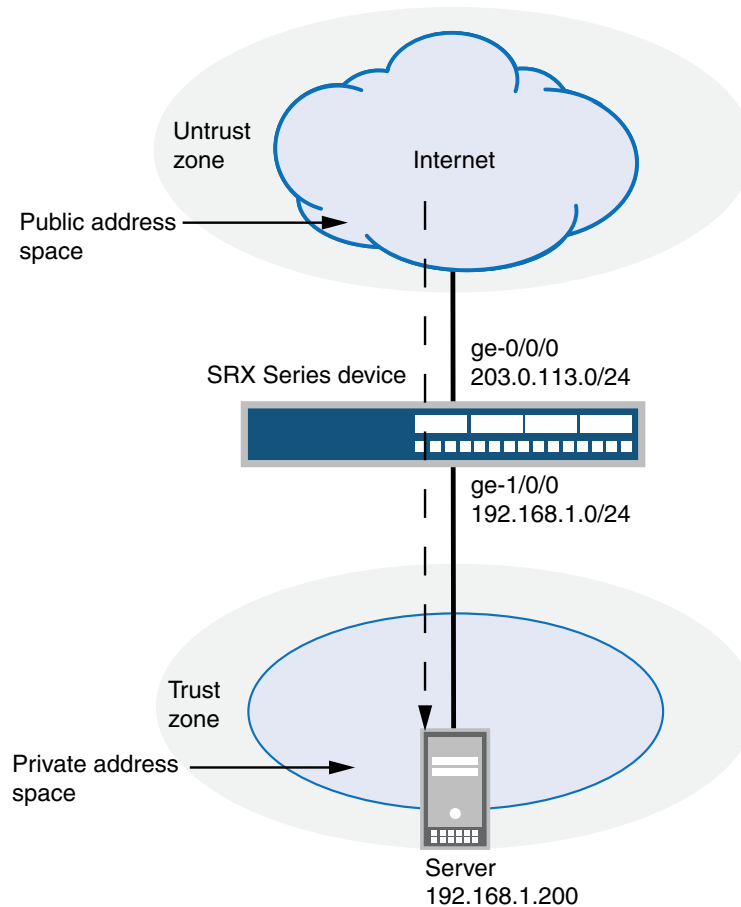 Untrust
zone
Internet
Public address
space
ge-0/0/0
203.0.113.0/24
SRX Series device
ge-1/0/0
192.168.1.0/24
Trust
zone
Private address
space
Server
192.168.1.200